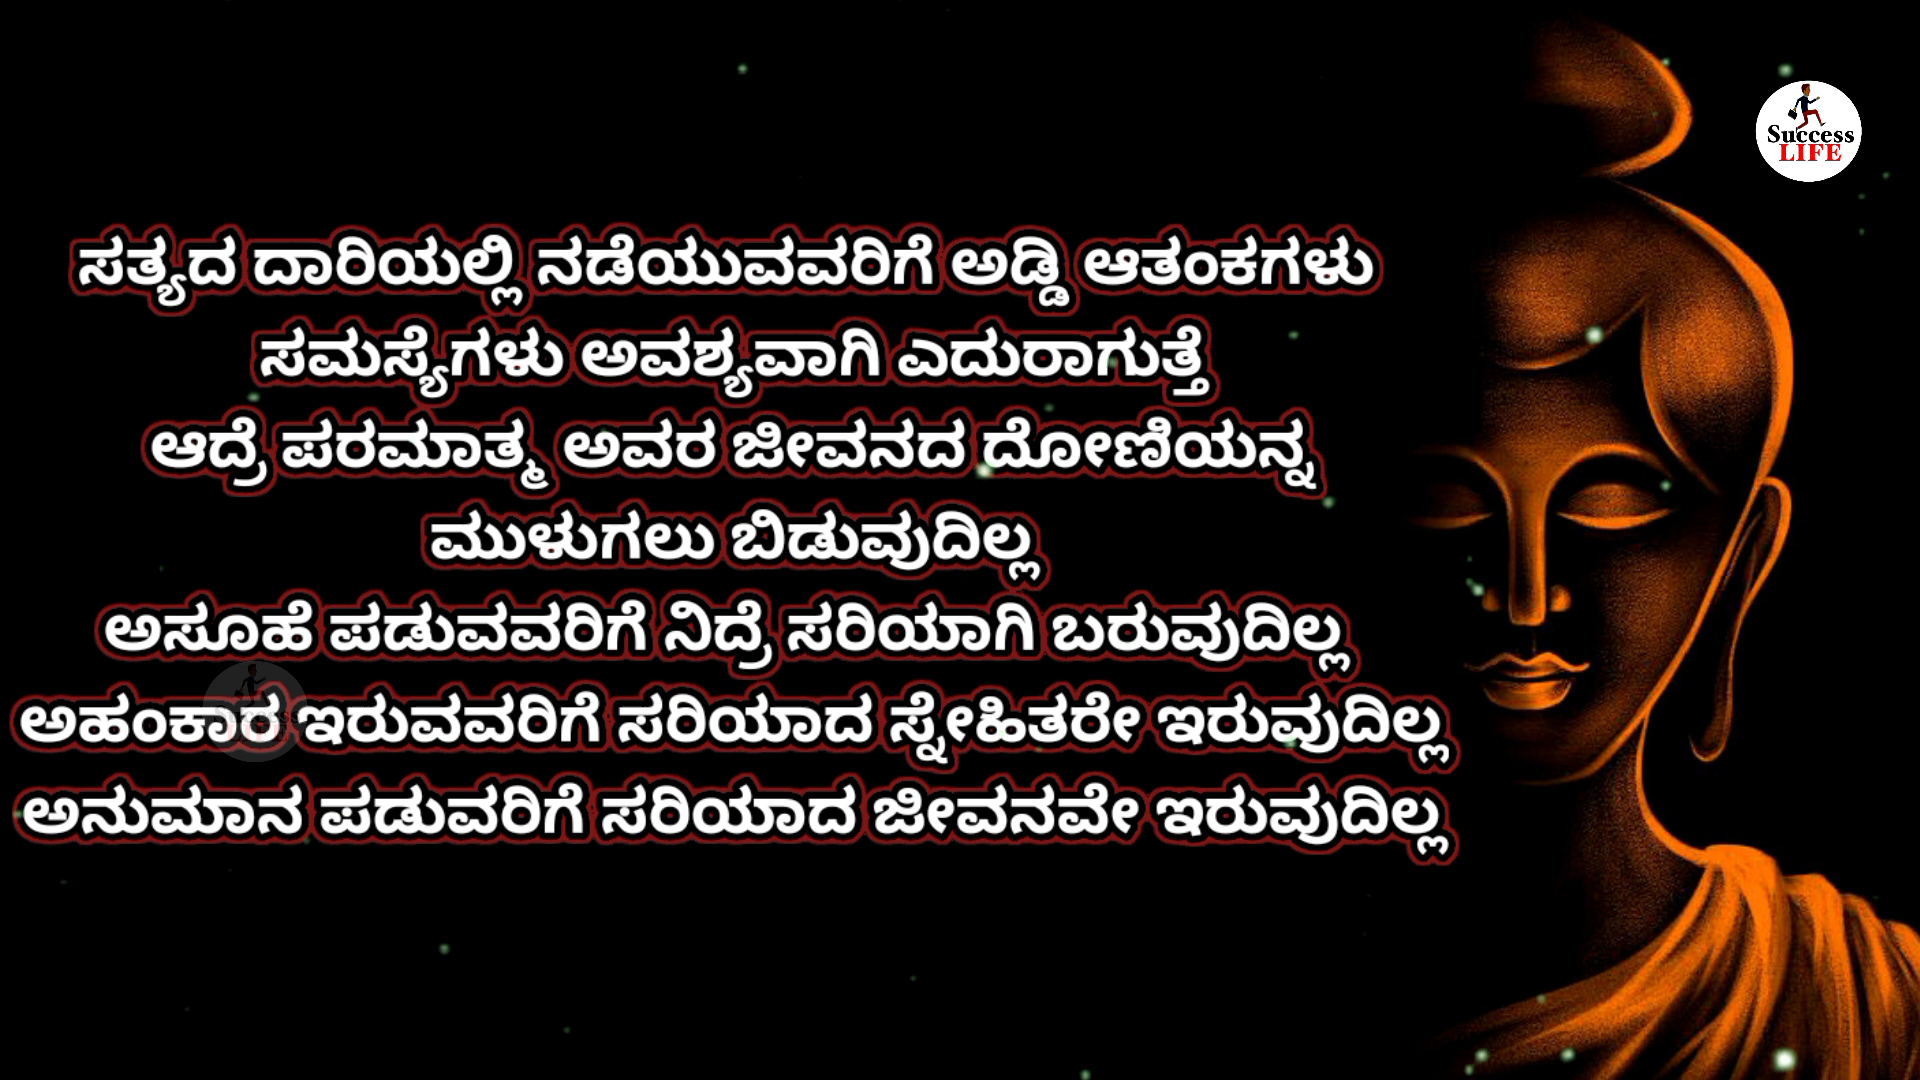 Success
LIFE
ಸತ್ಯದ ದಾರಿಯಲ್ಲಿ ನಡೆಯುವವರಿಗೆ ಅಡ್ಡಿ ಆತಂಕಗಳು
ಸಮಸ್ಯೆಗಳು ಅವಶ್ಯವಾಗಿ ಎದುರಾಗುತ್ತೆ
ಆದ್ರೆ ಪರಮಾತ್ಮ ಅವರ ಜೀವನದ ದೋಣಿಯನ್ನ
ಮುಳುಗಲು ಬಿಡುವುದಿಲ್ಲ
ಅಸೂಹೆ ಪಡುವವರಿಗೆ ನಿದ್ರೆ ಸರಿಯಾಗಿ ಬರುವುದಿಲ್ಲ
ಅಹಂಕಾರ ಇರುವವರಿಗೆ ಸರಿಯಾದ ಸ್ನೇಹಿತರೇ ಇರುವುದಿಲ್ಲ
ಅನುಮಾನ ಪಡುವರಿಗೆ ಸರಿಯಾದ ಜೀವನವೇ ಇರುವುದಿಲ್ಲ
Success
LIFE